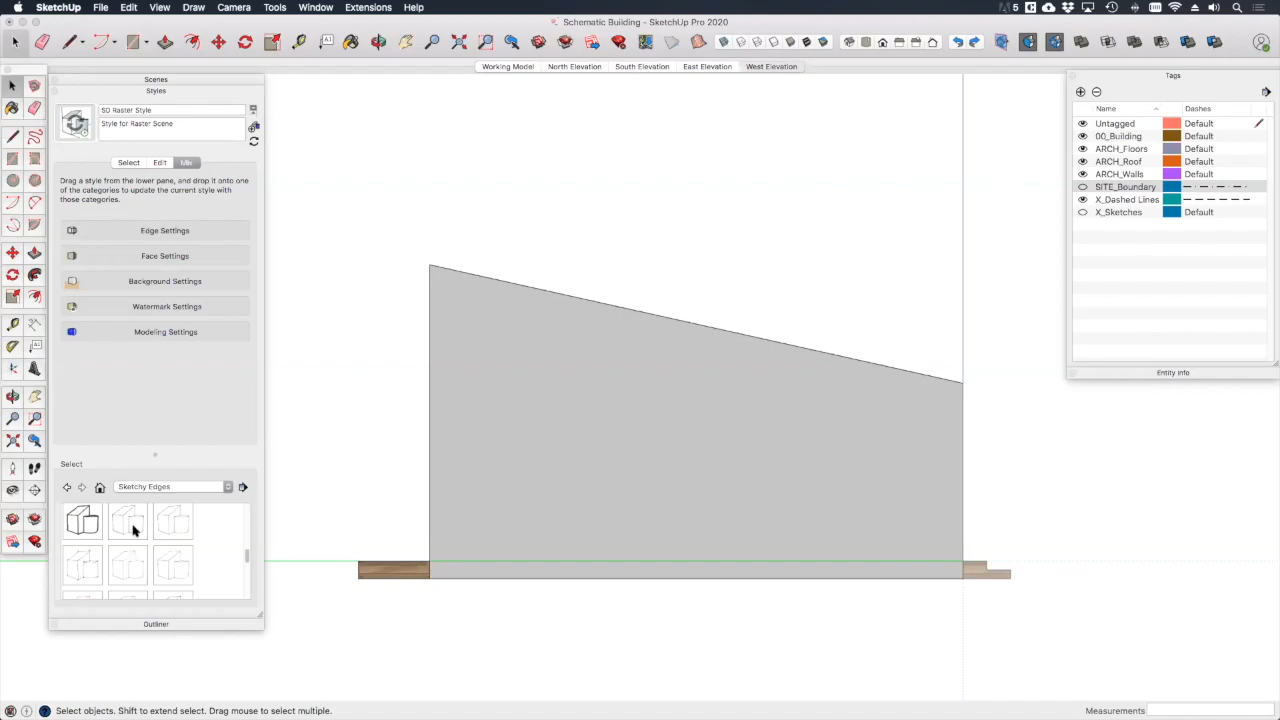 SketchUp File Edit View Draw Camera Tools Window Extensions Help
5
Schematic Building - SketchUp Pro 2020
Working Model North Elevation South Elevation East Elevation West Elevation
Scenes
Styles
SD Raster Style
Style for Raster Scene
Select Edit Mix
Drag a style from the lower pane, and drop it onto one
of the categories to update the current style with
those categories.
Edge Settings
Face Settings
Background Settings
Watermark Settings
Modeling Settings
Select
Sketchy Edges
Outliner
Tags
Name Dashes
Untagged Default
00_Building Default
ARCH_Floors Default
ARCH_Roof Default
ARCH_Walls Default
SITE_Boundary
X_Dashed Lines
X_Sketches Default
Entity Info
Select objects. Shift to extend select. Drag mouse to select multiple.
Measurements